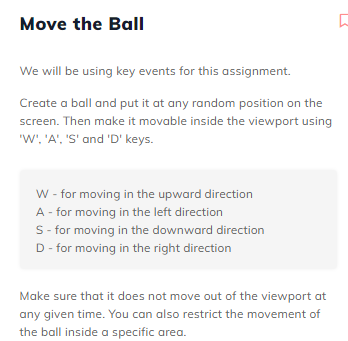 Move the Ball
We will be using key events for this assignment.
Create a ball and put it at any random position on the
screen. Then make it movable inside the viewport using
'W', 'A', 'S' and 'D' keys.
W - for moving in the upward direction
A - for moving in the left direction
S - for moving in the downward direction
D - for moving in the right direction
Make sure that it does not move out of the viewport at
any given time. You can also restrict the movement of
the ball inside a specific area.